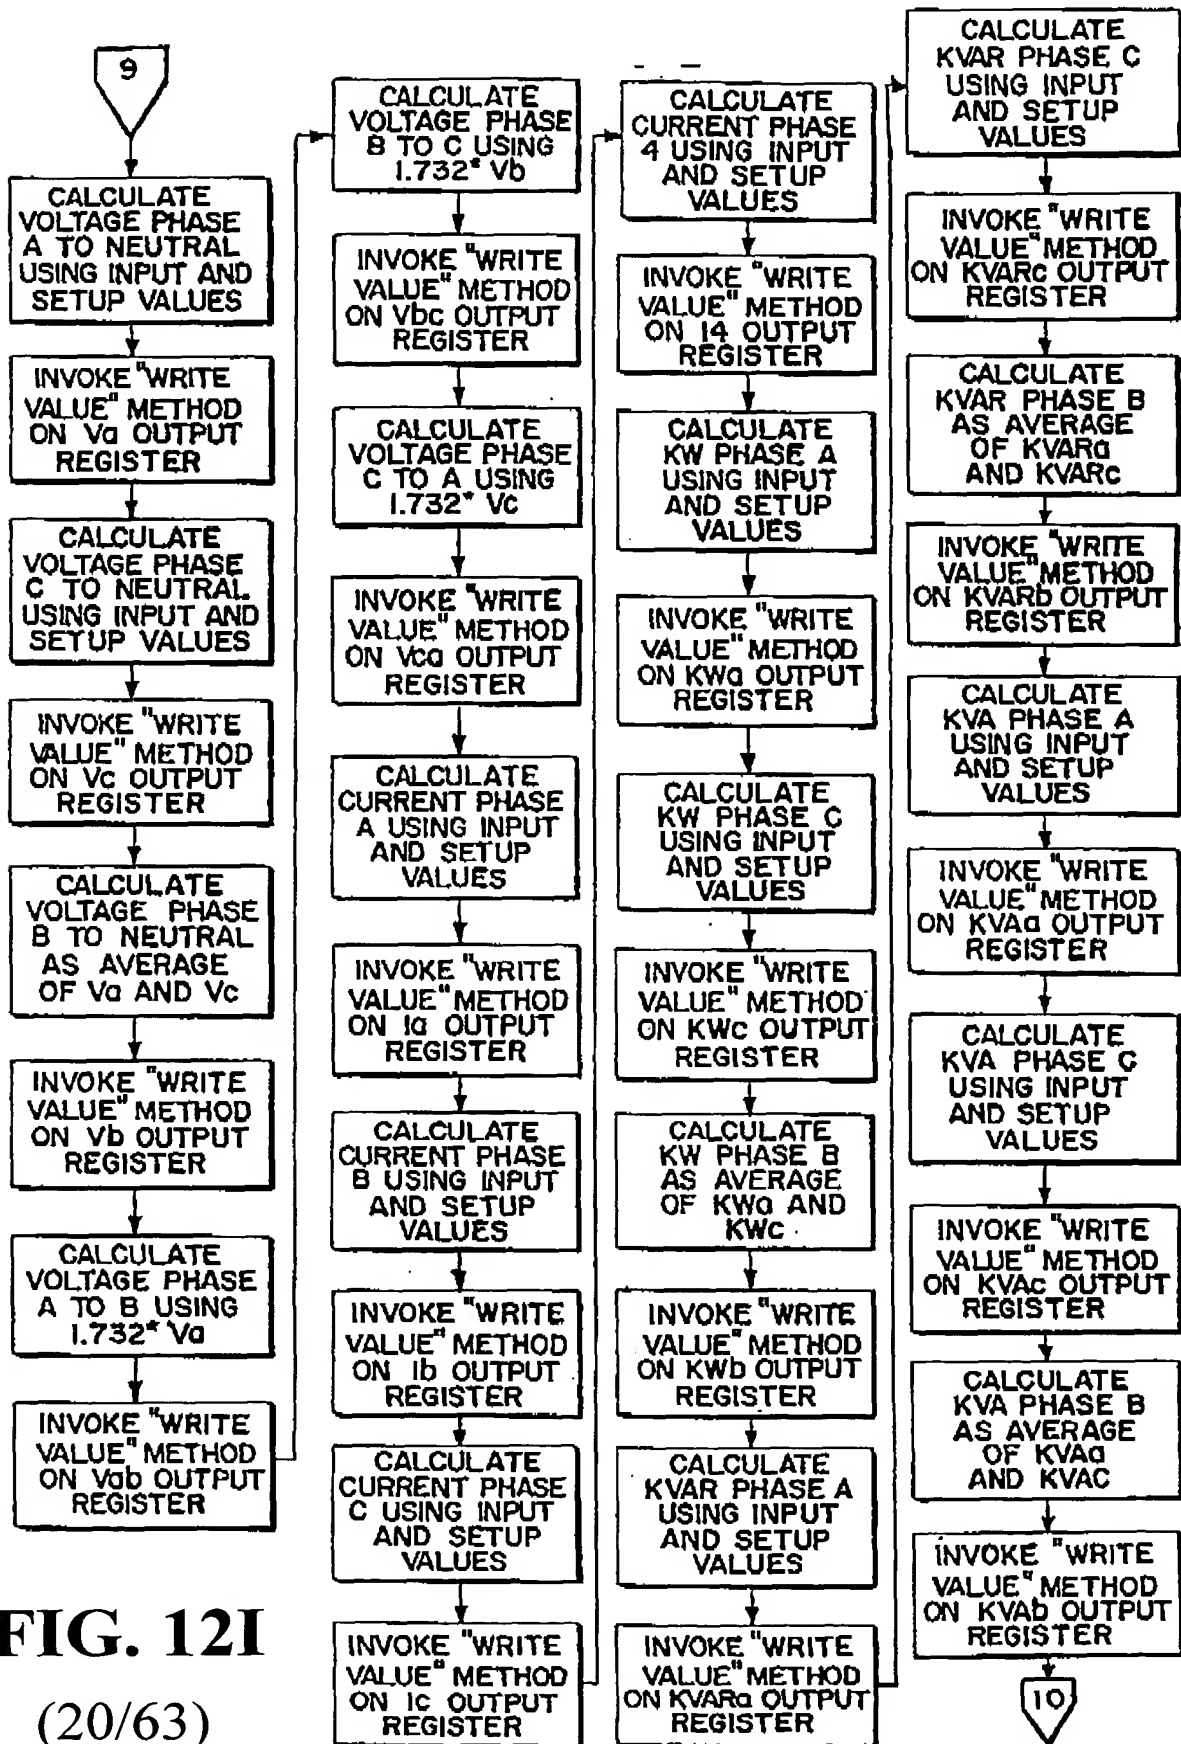 9
CALCULATE
VOLTAGE PHASE
A TO NEUTRAL
USING INPUT AND
SETUP VALUES
INVOKE "WRITE
VALUE" METHOD
ON Va OUTPUT
REGISTER
CALCULATE
VOLTAGE PHASE
C TO NEUTRAL
USING INPUT AND
SETUP VALUES
INVOKE "WRITE
VALUE" METHOD
ON Vc OUTPUT
REGISTER
CALCULATE
VOLTAGE PHASE
B TO NEUTRAL
AS AVERAGE
OF Va AND Vc
INVOKE "WRITE
VALUE" METHOD
ON Vb OUTPUT
REGISTER
CALCULATE
VOLTAGE PHASE
A TO B USING
1.732* Va
INVOKE "WRITE
VALUE" METHOD
ON Vab OUTPUT
REGISTER
CALCULATE
VOLTAGE PHASE
B TO C USING
1.732* Vb
INVOKE "WRITE
VALUE" METHOD
ON Vbc OUTPUT
REGISTER
CALCULATE
VOLTAGE PHASE
C TO A USING
1.732* Vc
INVOKE "WRITE
VALUE" METHOD
ON Vca OUTPUT
REGISTER
CALCULATE
CURRENT PHASE
A USING INPUT
AND SETUP
VALUES
INVOKE "WRITE
VALUE" METHOD
ON Ia OUTPUT
REGISTER
CALCULATE
CURRENT PHASE
B USING INPUT
AND SETUP
VALUES
INVOKE "WRITE
VALUE" METHOD
ON Ib OUTPUT
REGISTER
CALCULATE
CURRENT PHASE
C USING INPUT
AND SETUP
VALUES
INVOKE "WRITE
VALUE" METHOD
ON Ic OUTPUT
REGISTER
CALCULATE
CURRENT PHASE
4 USING INPUT
AND SETUP
VALUES
INVOKE "WRITE
VALUE" METHOD
ON I4 OUTPUT
REGISTER
CALCULATE
KW PHASE A
USING INPUT
AND SETUP
VALUES
INVOKE "WRITE
VALUE" METHOD
ON KWa OUTPUT
REGISTER
CALCULATE
KW PHASE C
USING INPUT
AND SETUP
VALUES
INVOKE "WRITE
VALUE" METHOD
ON KWc OUTPUT
REGISTER
CALCULATE
KW PHASE B
AS AVERAGE
OF KWa AND
KWc
INVOKE "WRITE
VALUE" METHOD
ON KWb OUTPUT
REGISTER
CALCULATE
KVAR PHASE A
USING INPUT
AND SETUP
VALUES
INVOKE "WRITE
VALUE" METHOD
ON KVARa OUTPUT
REGISTER
CALCULATE
KVAR PHASE C
USING INPUT
AND SETUP
VALUES
INVOKE "WRITE
VALUE" METHOD
ON KVARc OUTPUT
REGISTER
CALCULATE
KVAR PHASE B
AS AVERAGE
OF KVARa
AND KVARc
INVOKE "WRITE
VALUE" METHOD
ON KVARb OUTPUT
REGISTER
CALCULATE
KVA PHASE A
USING INPUT
AND SETUP
VALUES
INVOKE "WRITE
VALUE" METHOD
ON KVAa OUTPUT
REGISTER
CALCULATE
KVA PHASE C
USING INPUT
AND SETUP
VALUES
INVOKE "WRITE
VALUE" METHOD
ON KVAc OUTPUT
REGISTER
CALCULATE
KVA PHASE B
AS AVERAGE
OF KVAa
AND KVAC
INVOKE "WRITE
VALUE" METHOD
ON KVAb OUTPUT
REGISTER
10
FIG. 12I
(20/63)